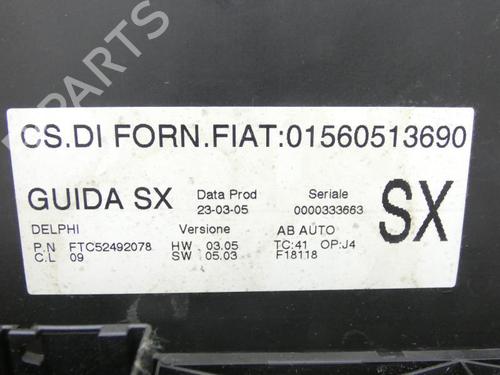 PARTS
CS.DI FORN.FIAT:01560513690
GUIDA SX Data Prod 23-03-05 Seriale 0000333663 SX
DELPHI Versione AB AUTO
P.N FTC52492078 HW 03.05 TC:41 OP:J4
C.L 09 SW 05.03 F18118